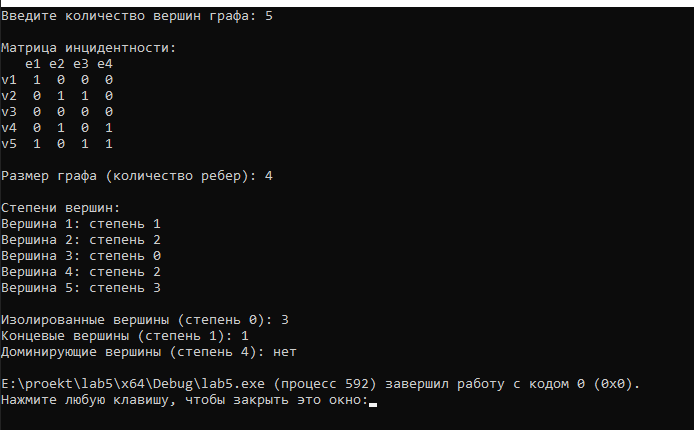 Введите количество вершин графа: 5
Матрица инцидентности:
e1 e2 e3 e4
v1 1 0 0 0
v2 0 1 1 0
v3 0 0 0 0
v4 0 1 0 1
v5 1 0 1 1
Размер графа (количество ребер): 4
Степени вершин:
Вершина 1: степень 1
Вершина 2: степень 2
Вершина 3: степень 0
Вершина 4: степень 2
Вершина 5: степень 3
Изолированные вершины (степень 0): 3
Концевые вершины (степень 1): 1
Доминирующие вершины (степень 4): нет
E:\proekt\lab5\x64\Debug\lab5.exe (процесс 592) завершил работу с кодом 0 (0x0).
Нажмите любую клавишу, чтобы закрыть это окно: